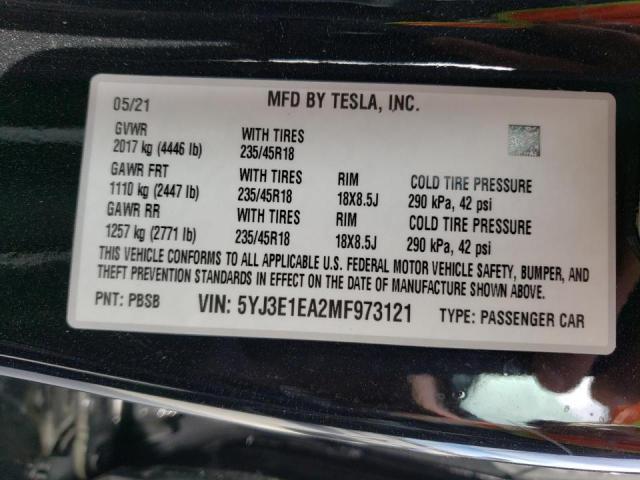 05/21 MFD BY TESLA, INC.
GVWR WITH TIRES
2017 kg (4446 lb) 235/45R18
GAWR FRT WITH TIRES RIM COLD TIRE PRESSURE
1110 kg (2447 lb) 235/45R18 18X8.5J 290 kPa, 42 psi
GAWR RR WITH TIRES RIM COLD TIRE PRESSURE
1257 kg (2771 lb) 235/45R18 18X8.5J 290 kPa, 42 psi
THIS VEHICLE CONFORMS TO ALL APPLICABLE U.S. FEDERAL MOTOR VEHICLE SAFETY, BUMPER, AND
THEFT PREVENTION STANDARDS IN EFFECT ON THE DATE OF MANUFACTURE SHOWN ABOVE.
PNT: PBSB VIN: 5YJ3E1EA2MF973121 TYPE: PASSENGER CAR